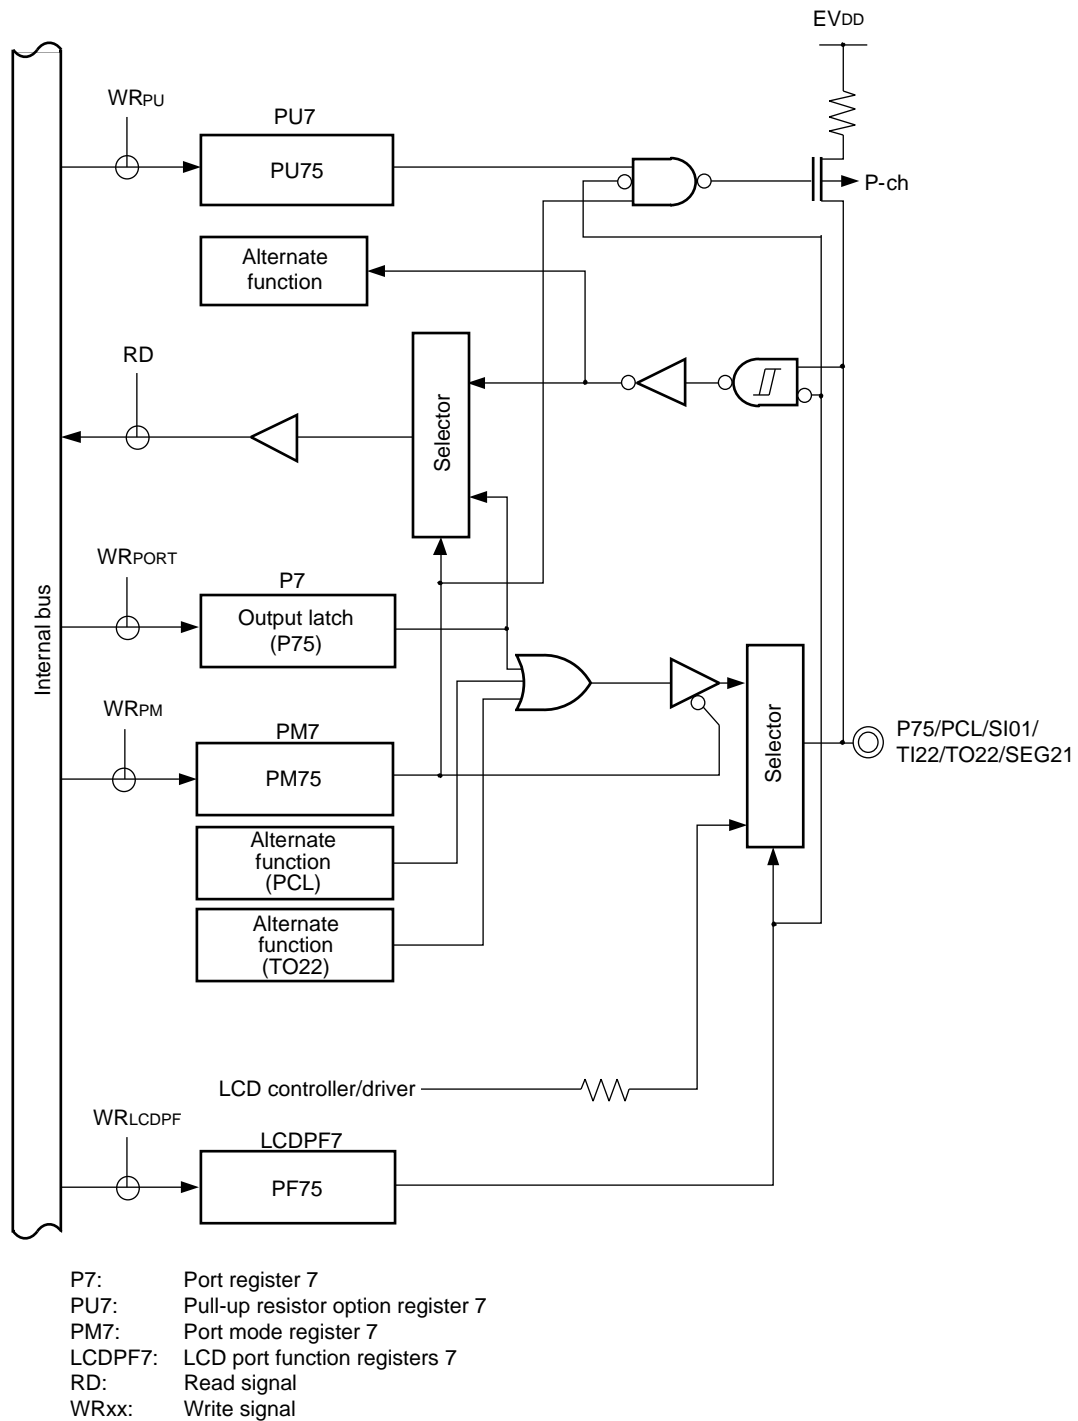 EVDD
WRPU
PU7
PU75
P-ch
Alternate
function
RD
Selector
WRPORT
P7
Output latch
(P75)
Internal bus
WRPM
PM7
PM75
Selector
P75/PCL/SI01/
TI22/TO22/SEG21
Alternate
function
(PCL)
Alternate
function
(TO22)
LCD controller/driver
WRLCDPF
LCDPF7
PF75
P7: Port register 7
PU7: Pull-up resistor option register 7
PM7: Port mode register 7
LCDPF7: LCD port function registers 7
RD: Read signal
WRxx: Write signal